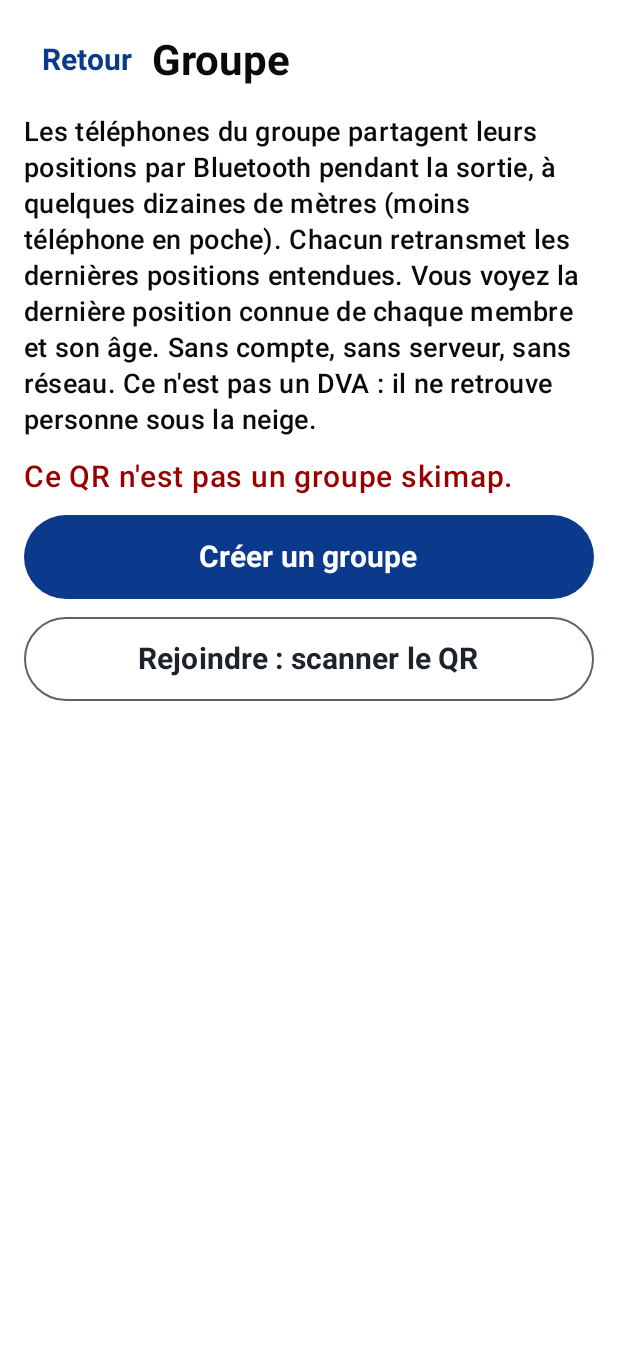 Retour Groupe
Les téléphones du groupe partagent leurs
positions par Bluetooth pendant la sortie, à
quelques dizaines de mètres (moins
téléphone en poche). Chacun retransmet les
dernières positions entendues. Vous voyez la
dernière position connue de chaque membre
et son âge. Sans compte, sans serveur, sans
réseau. Ce n'est pas un DVA : il ne retrouve
personne sous la neige.
Ce QR n'est pas un groupe skimap.
Créer un groupe
Rejoindre : scanner le QR